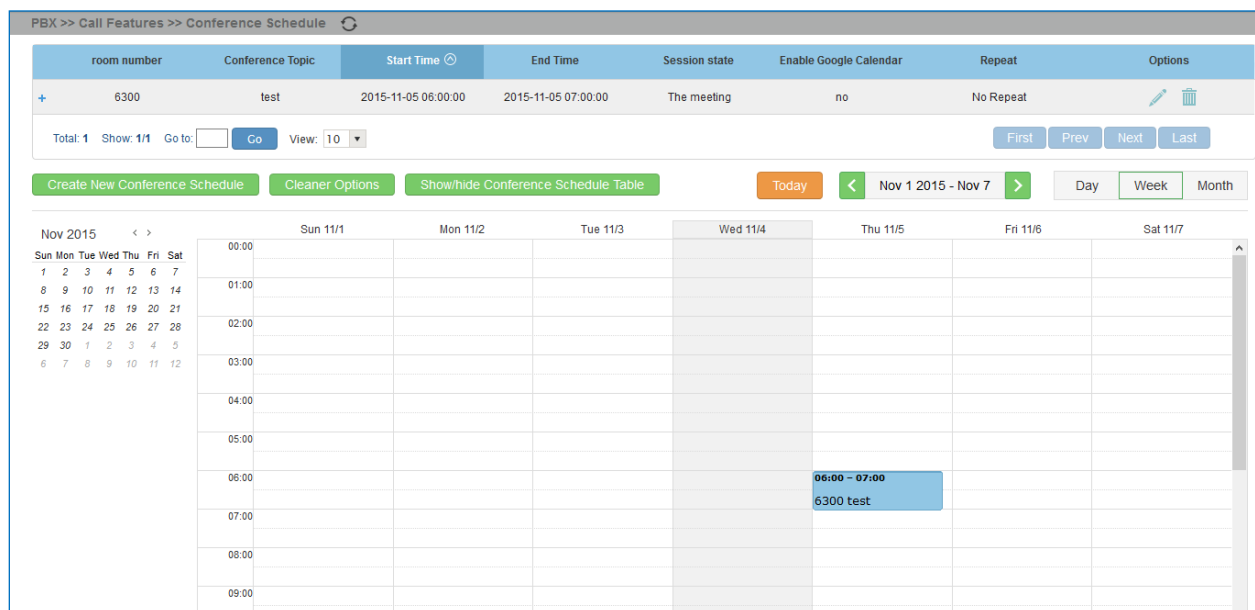 PBX >> Call Features >> Conference Schedule
room number Conference Topic Start Time End Time Session state Enable Google Calendar Repeat Options
+ 6300 test 2015-11-05 06:00:00 2015-11-05 07:00:00 The meeting no No Repeat
Total: 1 Show: 1/1 Go to: Go View: 10 First Prev Next Last
Create New Conference Schedule Cleaner Options Show/hide Conference Schedule Table Today < Nov 1 2015 - Nov 7 > Day Week Month
Nov 2015 < > Sun 11/1 Mon 11/2 Tue 11/3 Wed 11/4 Thu 11/5 Fri 11/6 Sat 11/7
Sun Mon Tue Wed Thu Fri Sat
1 2 3 4 5 6 7
8 9 10 11 12 13 14
15 16 17 18 19 20 21
22 23 24 25 26 27 28
29 30 1 2 3 4 5
6 7 8 9 10 11 12
00:00
01:00
02:00
03:00
04:00
05:00
06:00
07:00
08:00
09:00
06:00 – 07:00
6300 test